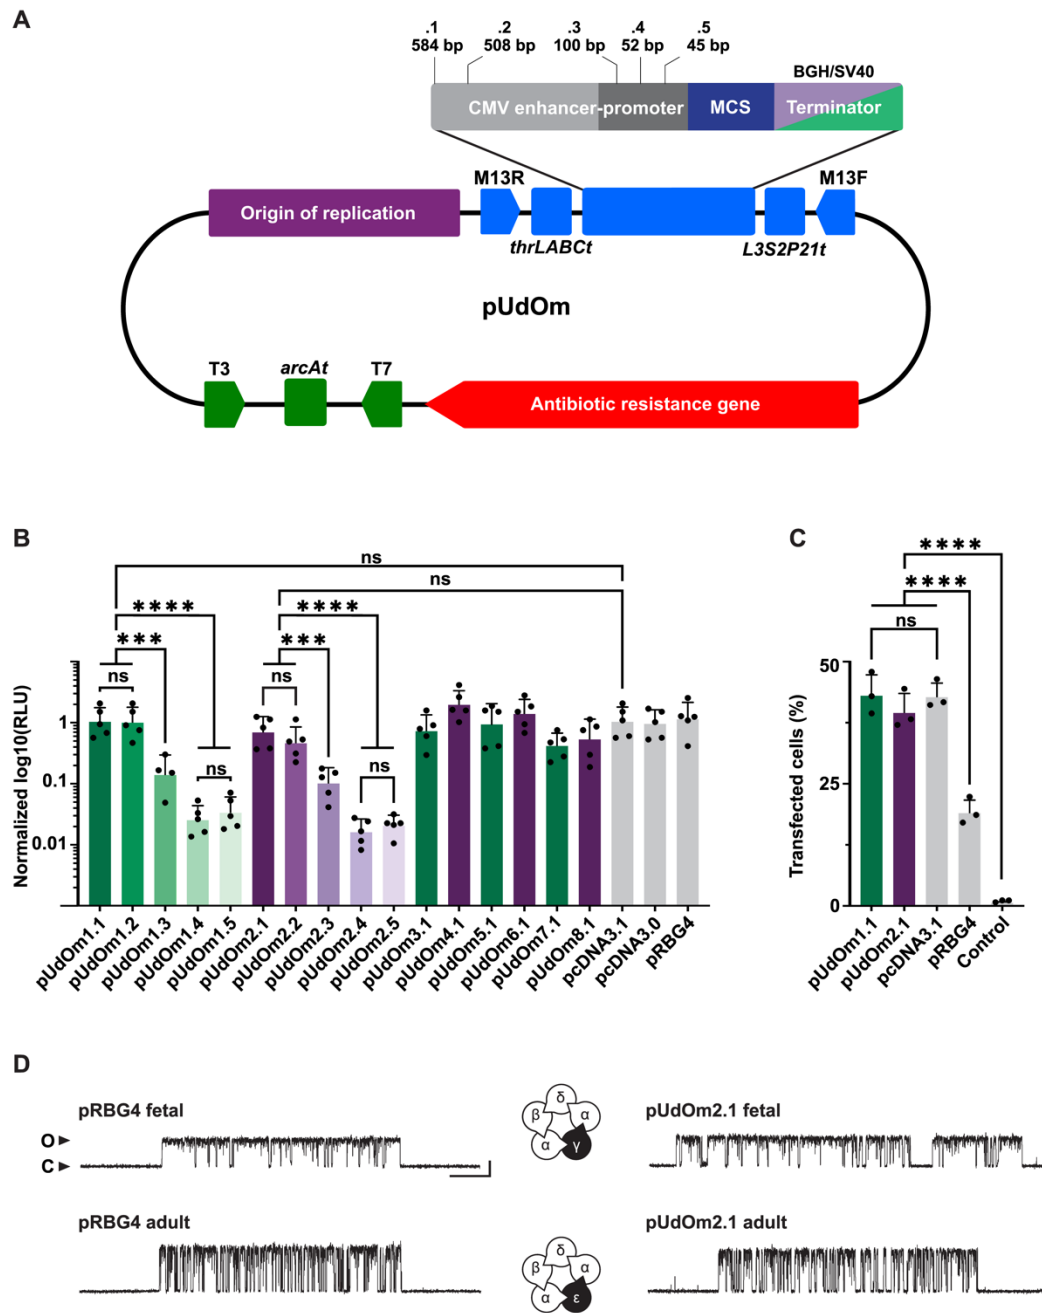 A
.1 .2 .3 .4 .5
584 bp 508 bp 100 bp 52 bp 45 bp
BGH/SV40
CMV enhancer-promoter MCS Terminator
M13R M13F
Origin of replication
thrLABCt L3S2P21t
pUdOm
T3 arcAt T7
Antibiotic resistance gene
B
ns
ns
**** ****
*** ***
ns ns
ns ns
Normalized log10(RLU)
1
0.1
0.01
pUdOm1.1 pUdOm1.2 pUdOm1.3 pUdOm1.4 pUdOm1.5 pUdOm2.1 pUdOm2.2 pUdOm2.3 pUdOm2.4 pUdOm2.5 pUdOm3.1 pUdOm4.1 pUdOm5.1 pUdOm6.1 pUdOm7.1 pUdOm8.1 pcDNA3.1 pcDNA3.0 pRBG4
C
****
****
ns
Transfected cells (%)
50
25
0
pUdOm1.1 pUdOm2.1 pcDNA3.1 pRBG4 Control
D
pRBG4 fetal
O
C
δ
β α
α γ
pUdOm2.1 fetal
pRBG4 adult
δ
β α
α ε
pUdOm2.1 adult